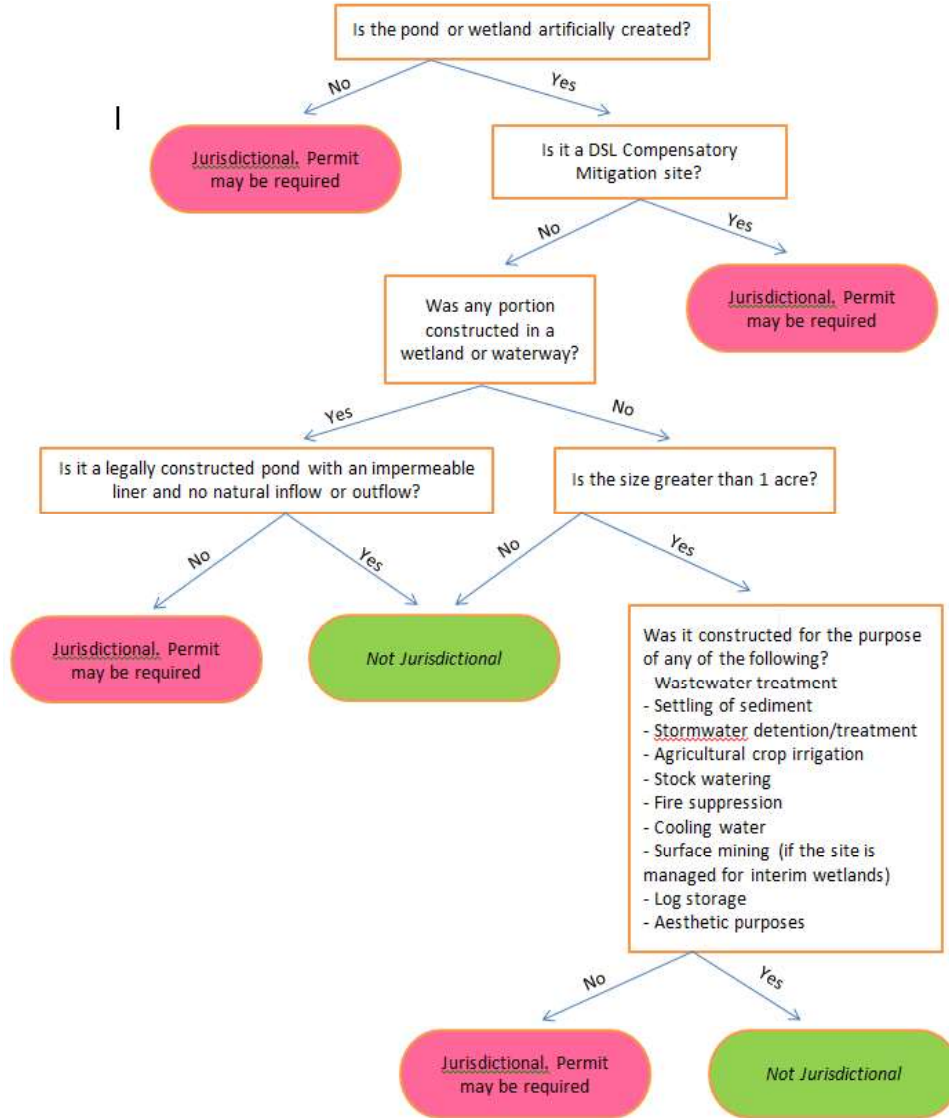 Is the pond or wetland artificially created?
No
Yes
Jurisdictional. Permit
may be required
Is it a DSL Compensatory
Mitigation site?
No
Yes
Was any portion
constructed in a
wetland or waterway?
Jurisdictional. Permit
may be required
Yes
No
Is it a legally constructed pond with an impermeable
liner and no natural inflow or outflow?
Is the size greater than 1 acre?
No
Yes
No
Yes
Jurisdictional. Permit
may be required
Not Jurisdictional
Was it constructed for the purpose
of any of the following?
- Wastewater treatment
- Settling of sediment
- Stormwater detention/treatment
- Agricultural crop irrigation
- Stock watering
- Fire suppression
- Cooling water
- Surface mining (if the site is
managed for interim wetlands)
- Log storage
- Aesthetic purposes
No
Yes
Jurisdictional. Permit
may be required
Not Jurisdictional